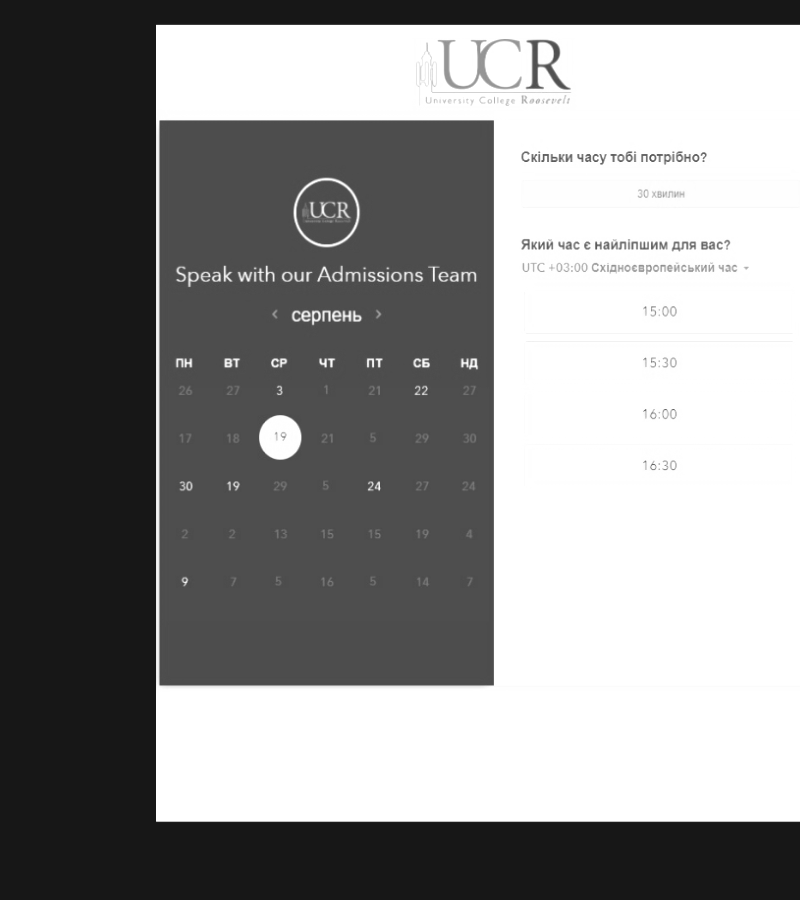 UCR
University College Roosevelt
UCR
Speak with our Admissions Team
‹ серпень ›
ПН ВТ СР ЧТ ПТ СБ НД
26 27 3 1 21 22 27
17 18 19 21 5 29 30
30 19 29 5 24 27 24
2 2 13 15 15 19 4
9 7 5 16 5 14 7
Скільки часу тобі потрібно?
30 хвилин
Який час є найліпшим для вас?
UTC +03:00 Східноєвропейський час
15:00
15:30
16:00
16:30